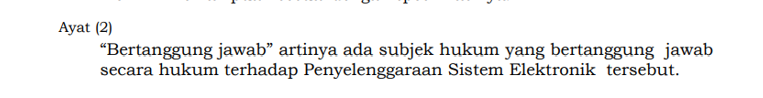 Ayat (2)
“Bertanggung jawab” artinya ada subjek hukum yang bertanggung jawab
secara hukum terhadap Penyelenggaraan Sistem Elektronik tersebut.